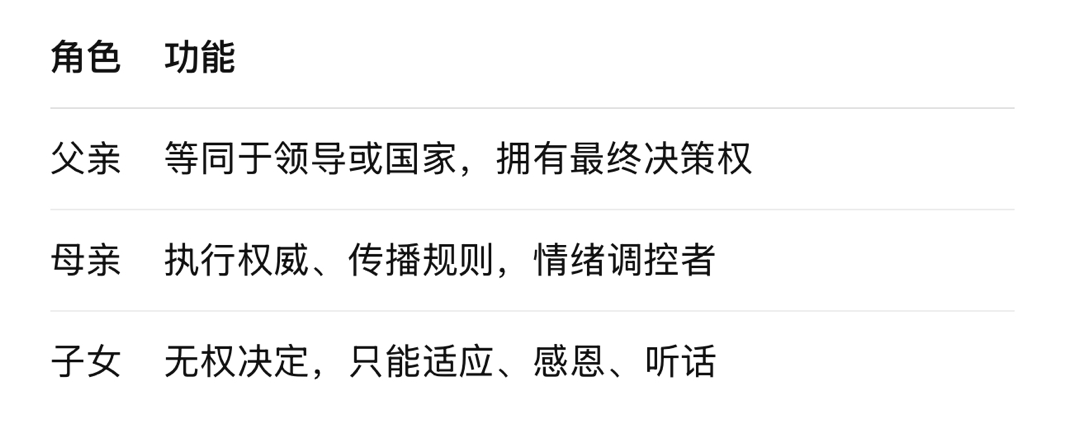 角色 功能
父亲 等同于领导或国家，拥有最终决策权
母亲 执行权威、传播规则，情绪调控者
子女 无权决定，只能适应、感恩、听话